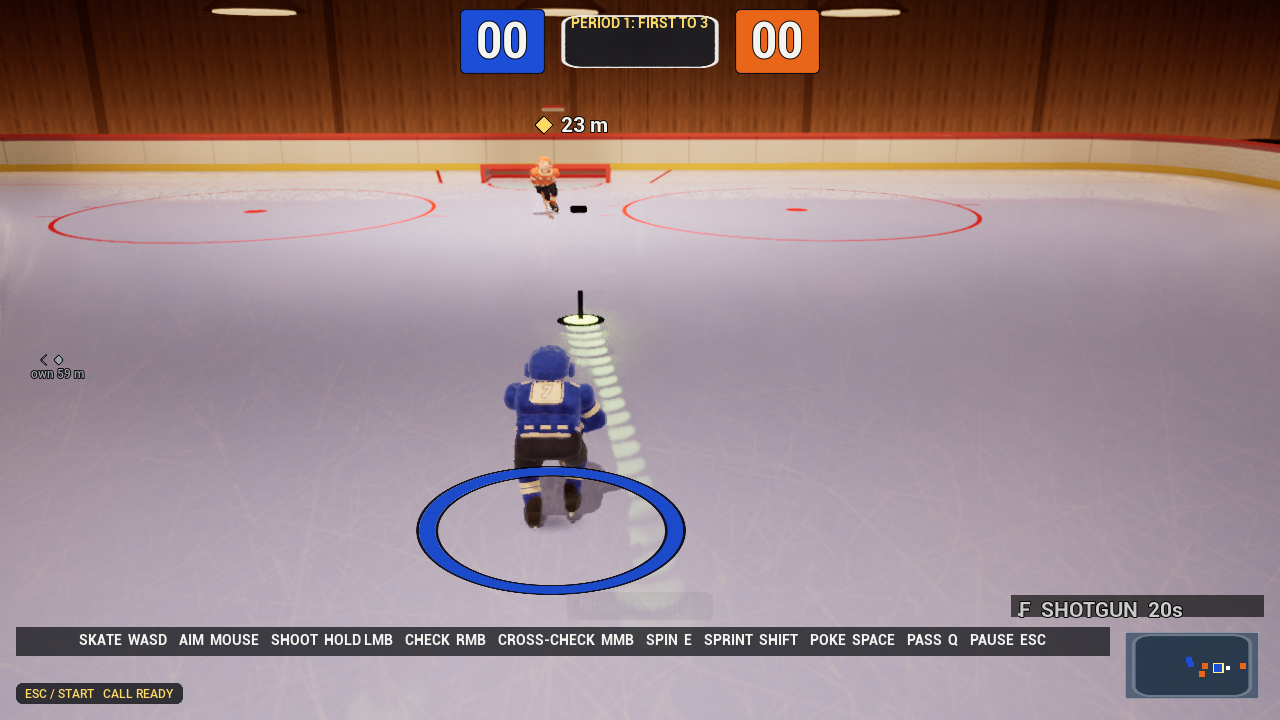 00
PERIOD 1: FIRST TO 3
00
23 m
own 59 m
F SHOTGUN 20s
SKATE WASD AIM MOUSE SHOOT HOLD LMB CHECK RMB CROSS-CHECK MMB SPIN E SPRINT SHIFT POKE SPACE PASS Q PAUSE ESC
ESC / START CALL READY